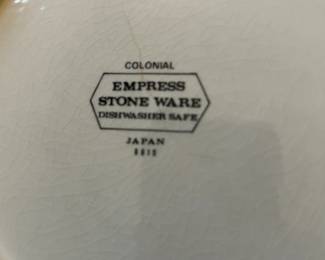 COLONIAL
EMPRESS
STONE WARE
DISHWASHER SAFE
JAPAN